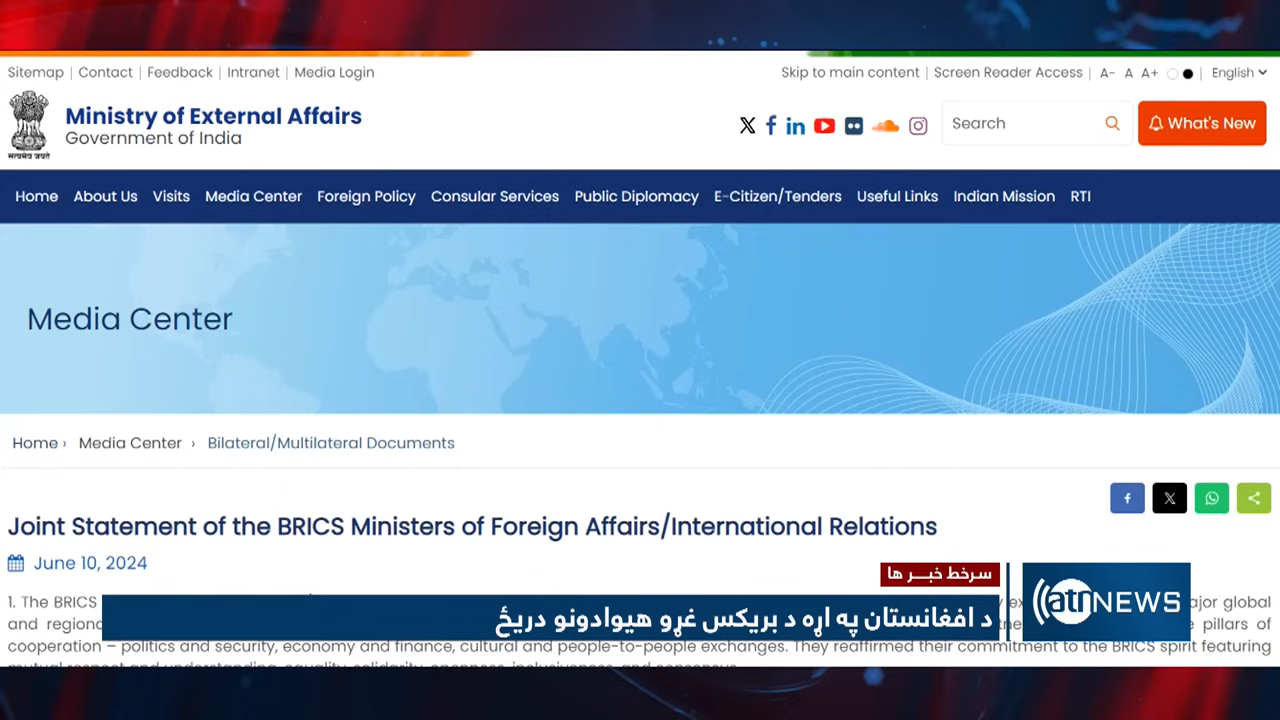 Sitemap | Contact | Feedback | Intranet | Media Login
Skip to main content | Screen Reader Access | A- A A+ | English
सत्यमेव जयते
Ministry of External Affairs
Government of India
Search
What's New
Home About Us Visits Media Center Foreign Policy Consular Services Public Diplomacy E-Citizen/Tenders Useful Links Indian Mission RTI
Media Center
Home › Media Center › Bilateral/Multilateral Documents
Joint Statement of the BRICS Ministers of Foreign Affairs/International Relations
June 10, 2024
سرخط خبر ها
1. The BRICS
global
د افغانستان په اړه د بریکس غړو هیوادونو دریځ
atn NEWS
and
pillars of
cooperation – politics and security, economy and finance, cultural and people-to-people exchanges. They reaffirmed their commitment to the BRICS spirit featuring